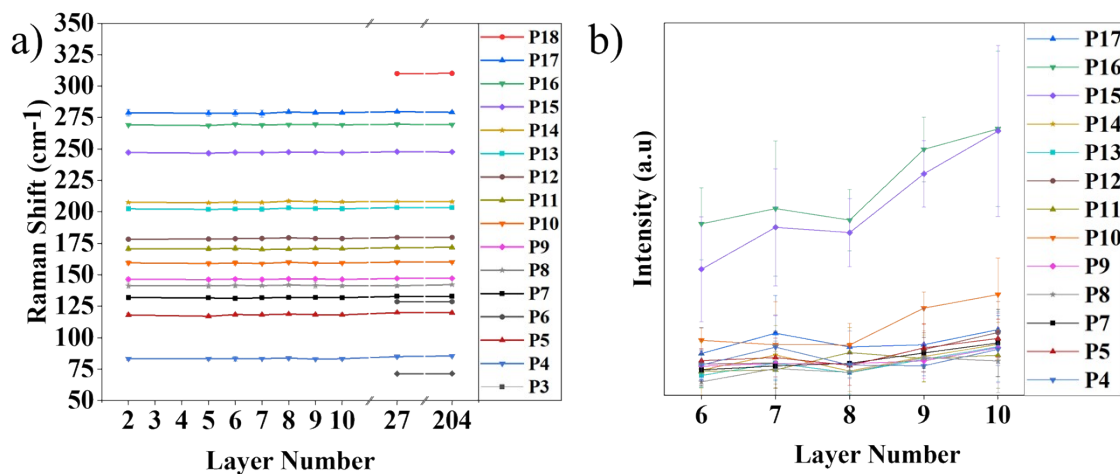 a)
Raman Shift (cm-1)
350
325
300
275
250
225
200
175
150
125
100
75
50
2 3 4 5 6 7 8 9 10 27 204
Layer Number
P18
P17
P16
P15
P14
P13
P12
P11
P10
P9
P8
P7
P6
P5
P4
P3
b)
Intensity (a.u)
6 7 8 9 10
Layer Number
P17
P16
P15
P14
P13
P12
P11
P10
P9
P8
P7
P5
P4